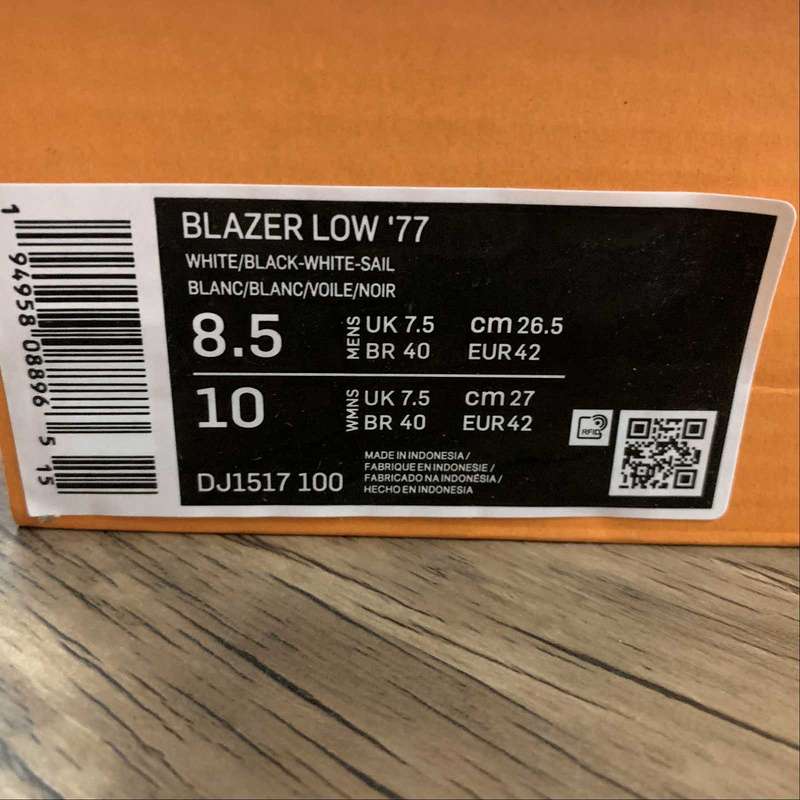 BLAZER LOW '77
WHITE/BLACK-WHITE-SAIL
BLANC/BLANC/VOILE/NOIR
8.5 MENS UK 7.5 cm 26.5
BR 40 EUR 42
10 WMNS UK 7.5 cm 27
BR 40 EUR 42
DJ1517 100
MADE IN INDONESIA/
FABRIQUE EN INDONESIE/
FABRICADO NA INDONÉSIA/
HECHO EN INDONESIA
RFID
1 94958 08896 5 15